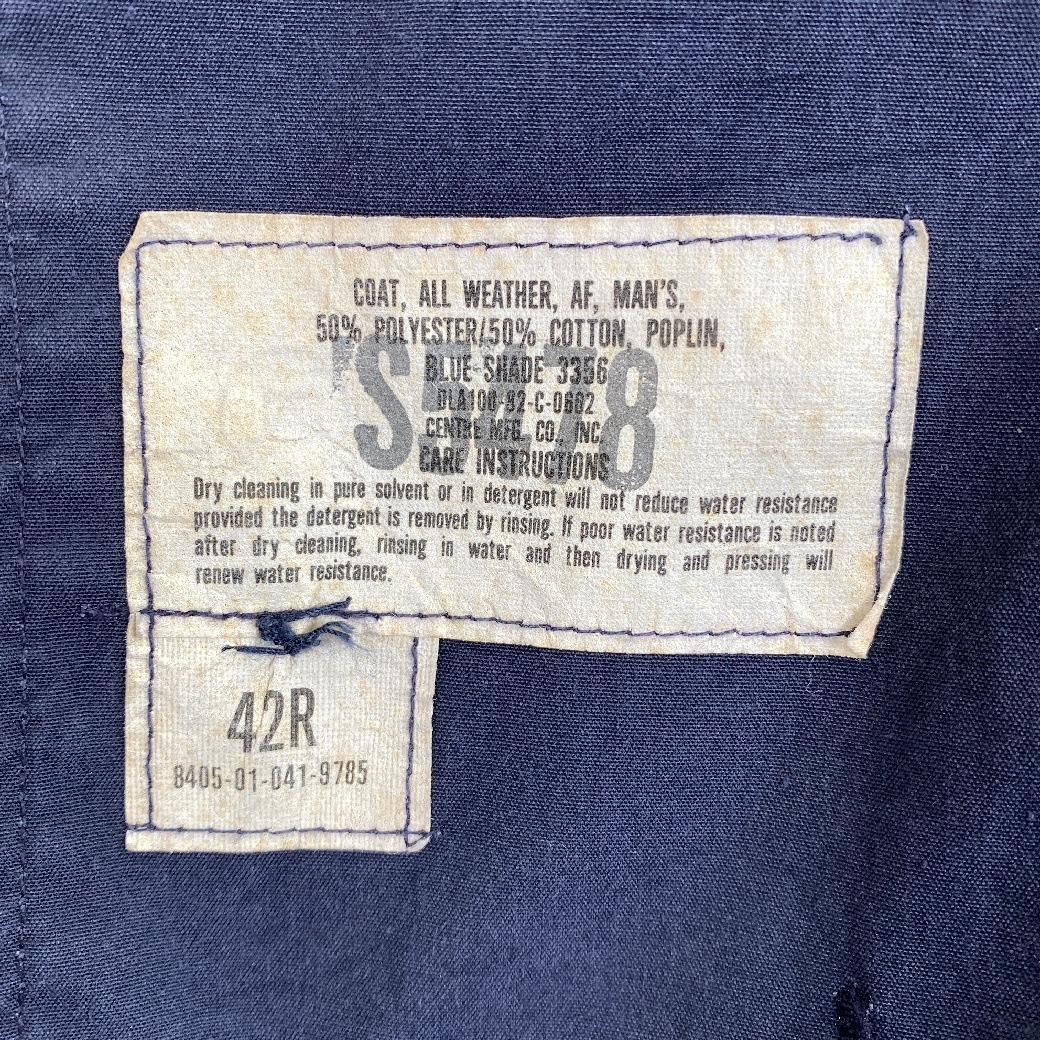 COAT, ALL WEATHER, AF, MAN'S,
50% POLYESTER/50% COTTON, POPLIN,
BLUE-SHADE 3356
DLA100-82-C-0602
CENTRE MFG. CO., INC.
CARE INSTRUCTIONS
Dry cleaning in pure solvent or in detergent will not reduce water resistance
provided the detergent is removed by rinsing. If poor water resistance is noted
after dry cleaning, rinsing in water and then drying and pressing will
renew water resistance.
42R
8405-01-041-9785